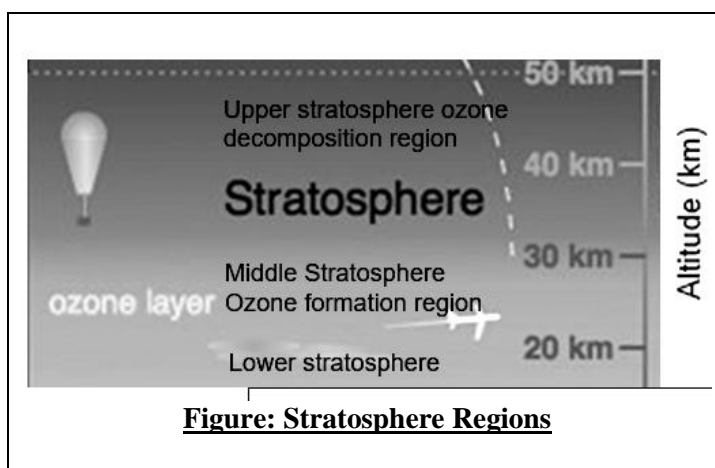 50 km
Upper stratosphere ozone
decomposition region
40 km
Stratosphere
30 km
Middle Stratosphere
ozone layer
Ozone formation region
20 km
Lower stratosphere
Altitude (km)
Figure: Stratosphere Regions